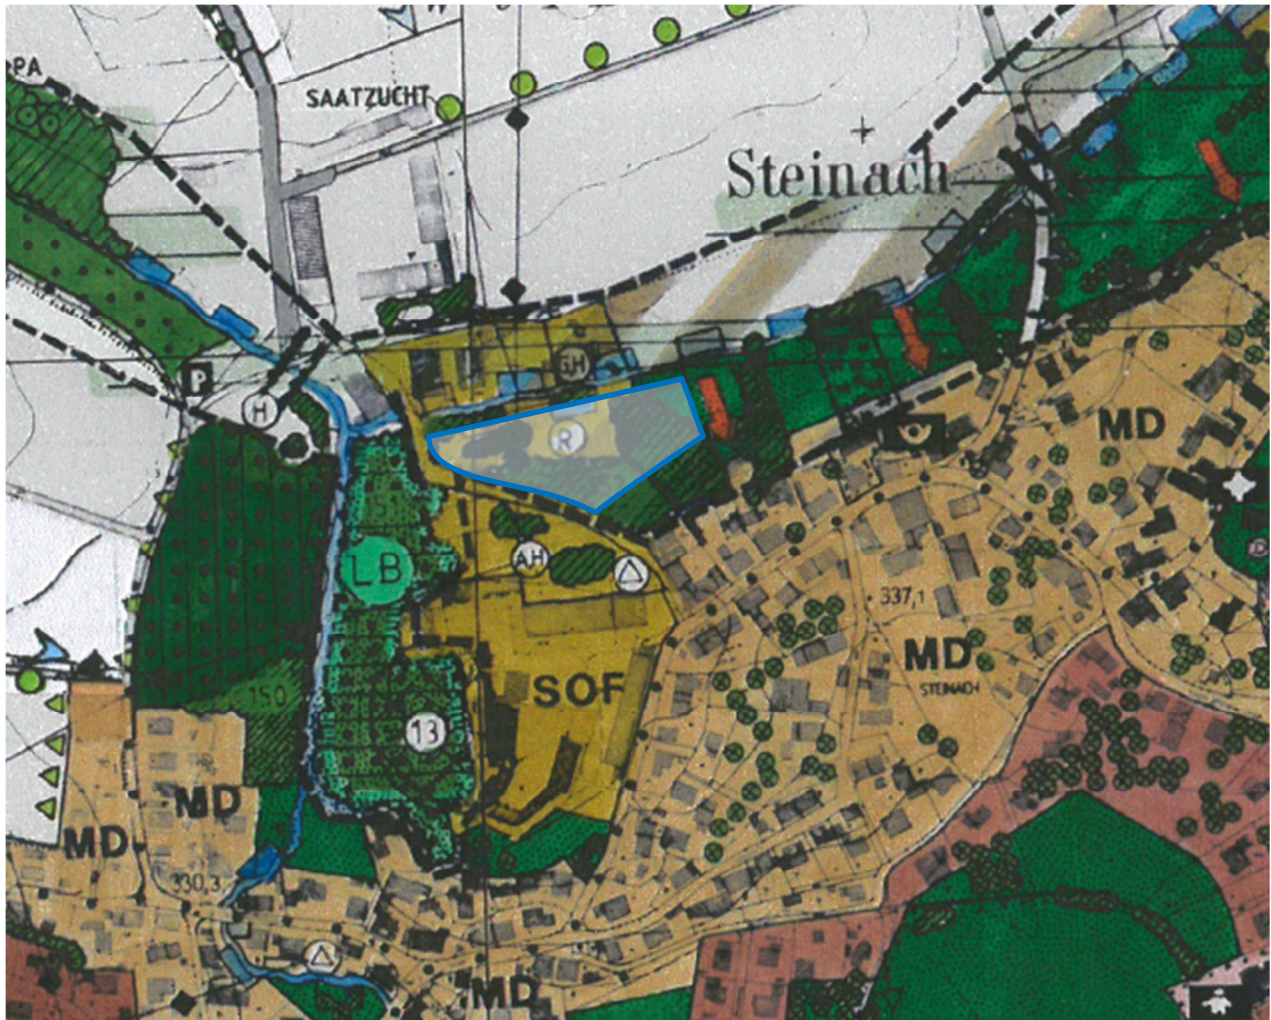 PA
SAATZUCHT
Steinach
P
H
GH
R
MD
AH
LB
337,1
MD
STEINACH
SOF
150
13
MD
MD
330,3
MD